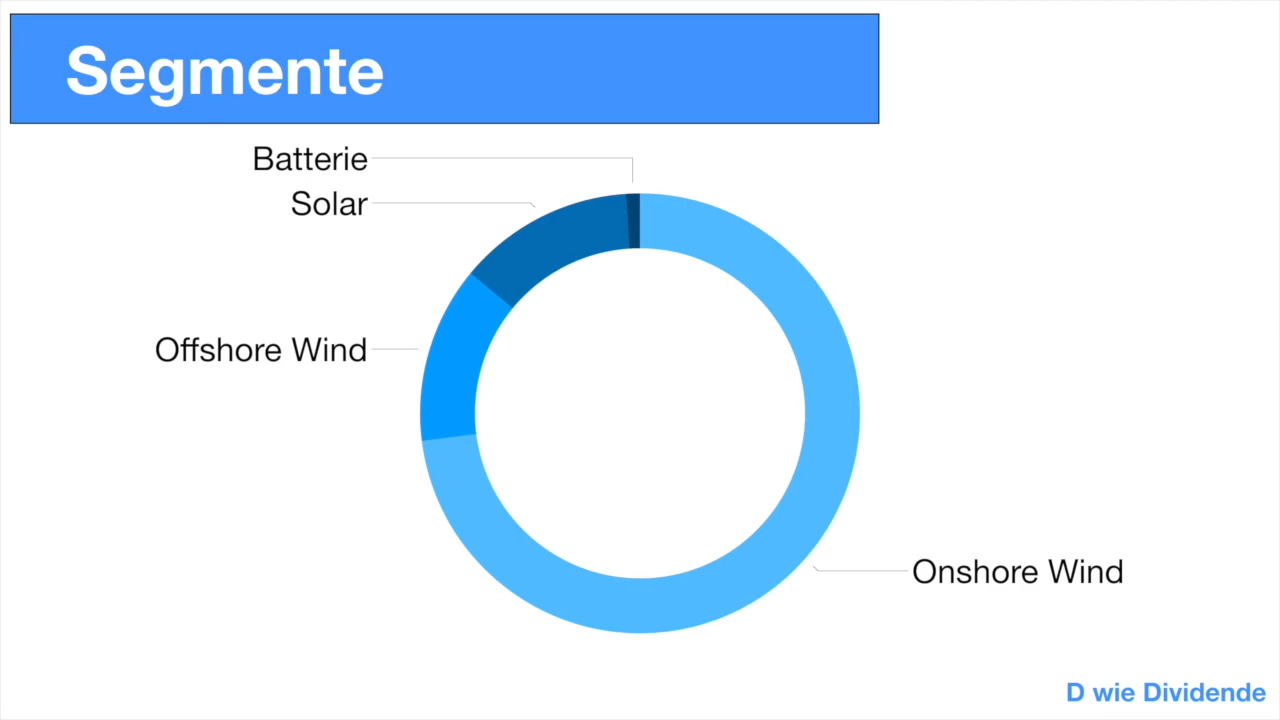 Segmente
Batterie
Solar
Offshore Wind
Onshore Wind
D wie Dividende